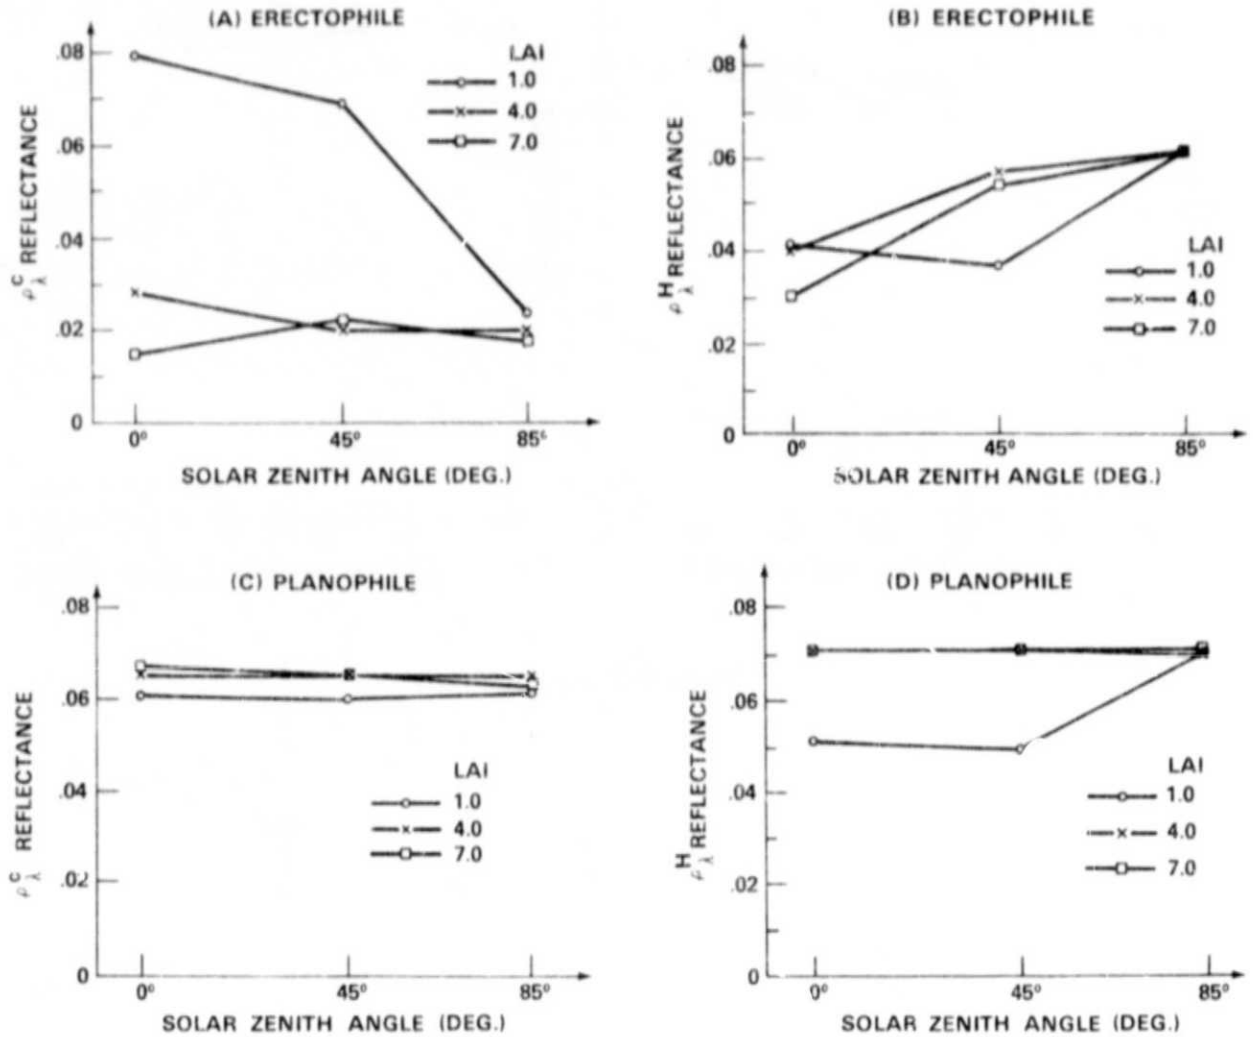 (A) ERECTOPHILE
.08
.06
.04
.02
0
ρ C λ REFLECTANCE
LAI
1.0
4.0
7.0
0° 45° 85°
SOLAR ZENITH ANGLE (DEG.)
(B) ERECTOPHILE
.08
.06
.04
.02
0
ρ H λ REFLECTANCE
LAI
1.0
4.0
7.0
0° 45° 85°
SOLAR ZENITH ANGLE (DEG.)
(C) PLANOPHILE
.08
.06
.04
.02
0
ρ C λ REFLECTANCE
LAI
1.0
4.0
7.0
0° 45° 85°
SOLAR ZENITH ANGLE (DEG.)
(D) PLANOPHILE
.08
.06
.04
.02
0
ρ H λ REFLECTANCE
LAI
1.0
4.0
7.0
0° 45° 85°
SOLAR ZENITH ANGLE (DEG.)